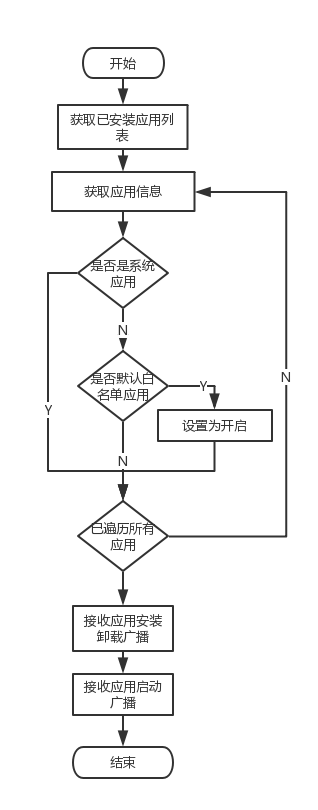 开始
获取已安装应用列
表
获取应用信息
是否是系统
应用
N
是否默认白
名单应用
Y
N
Y
设置为开启
N
已遍历所有
应用
接收应用安装
卸载广播
接收应用启动
广播
结束